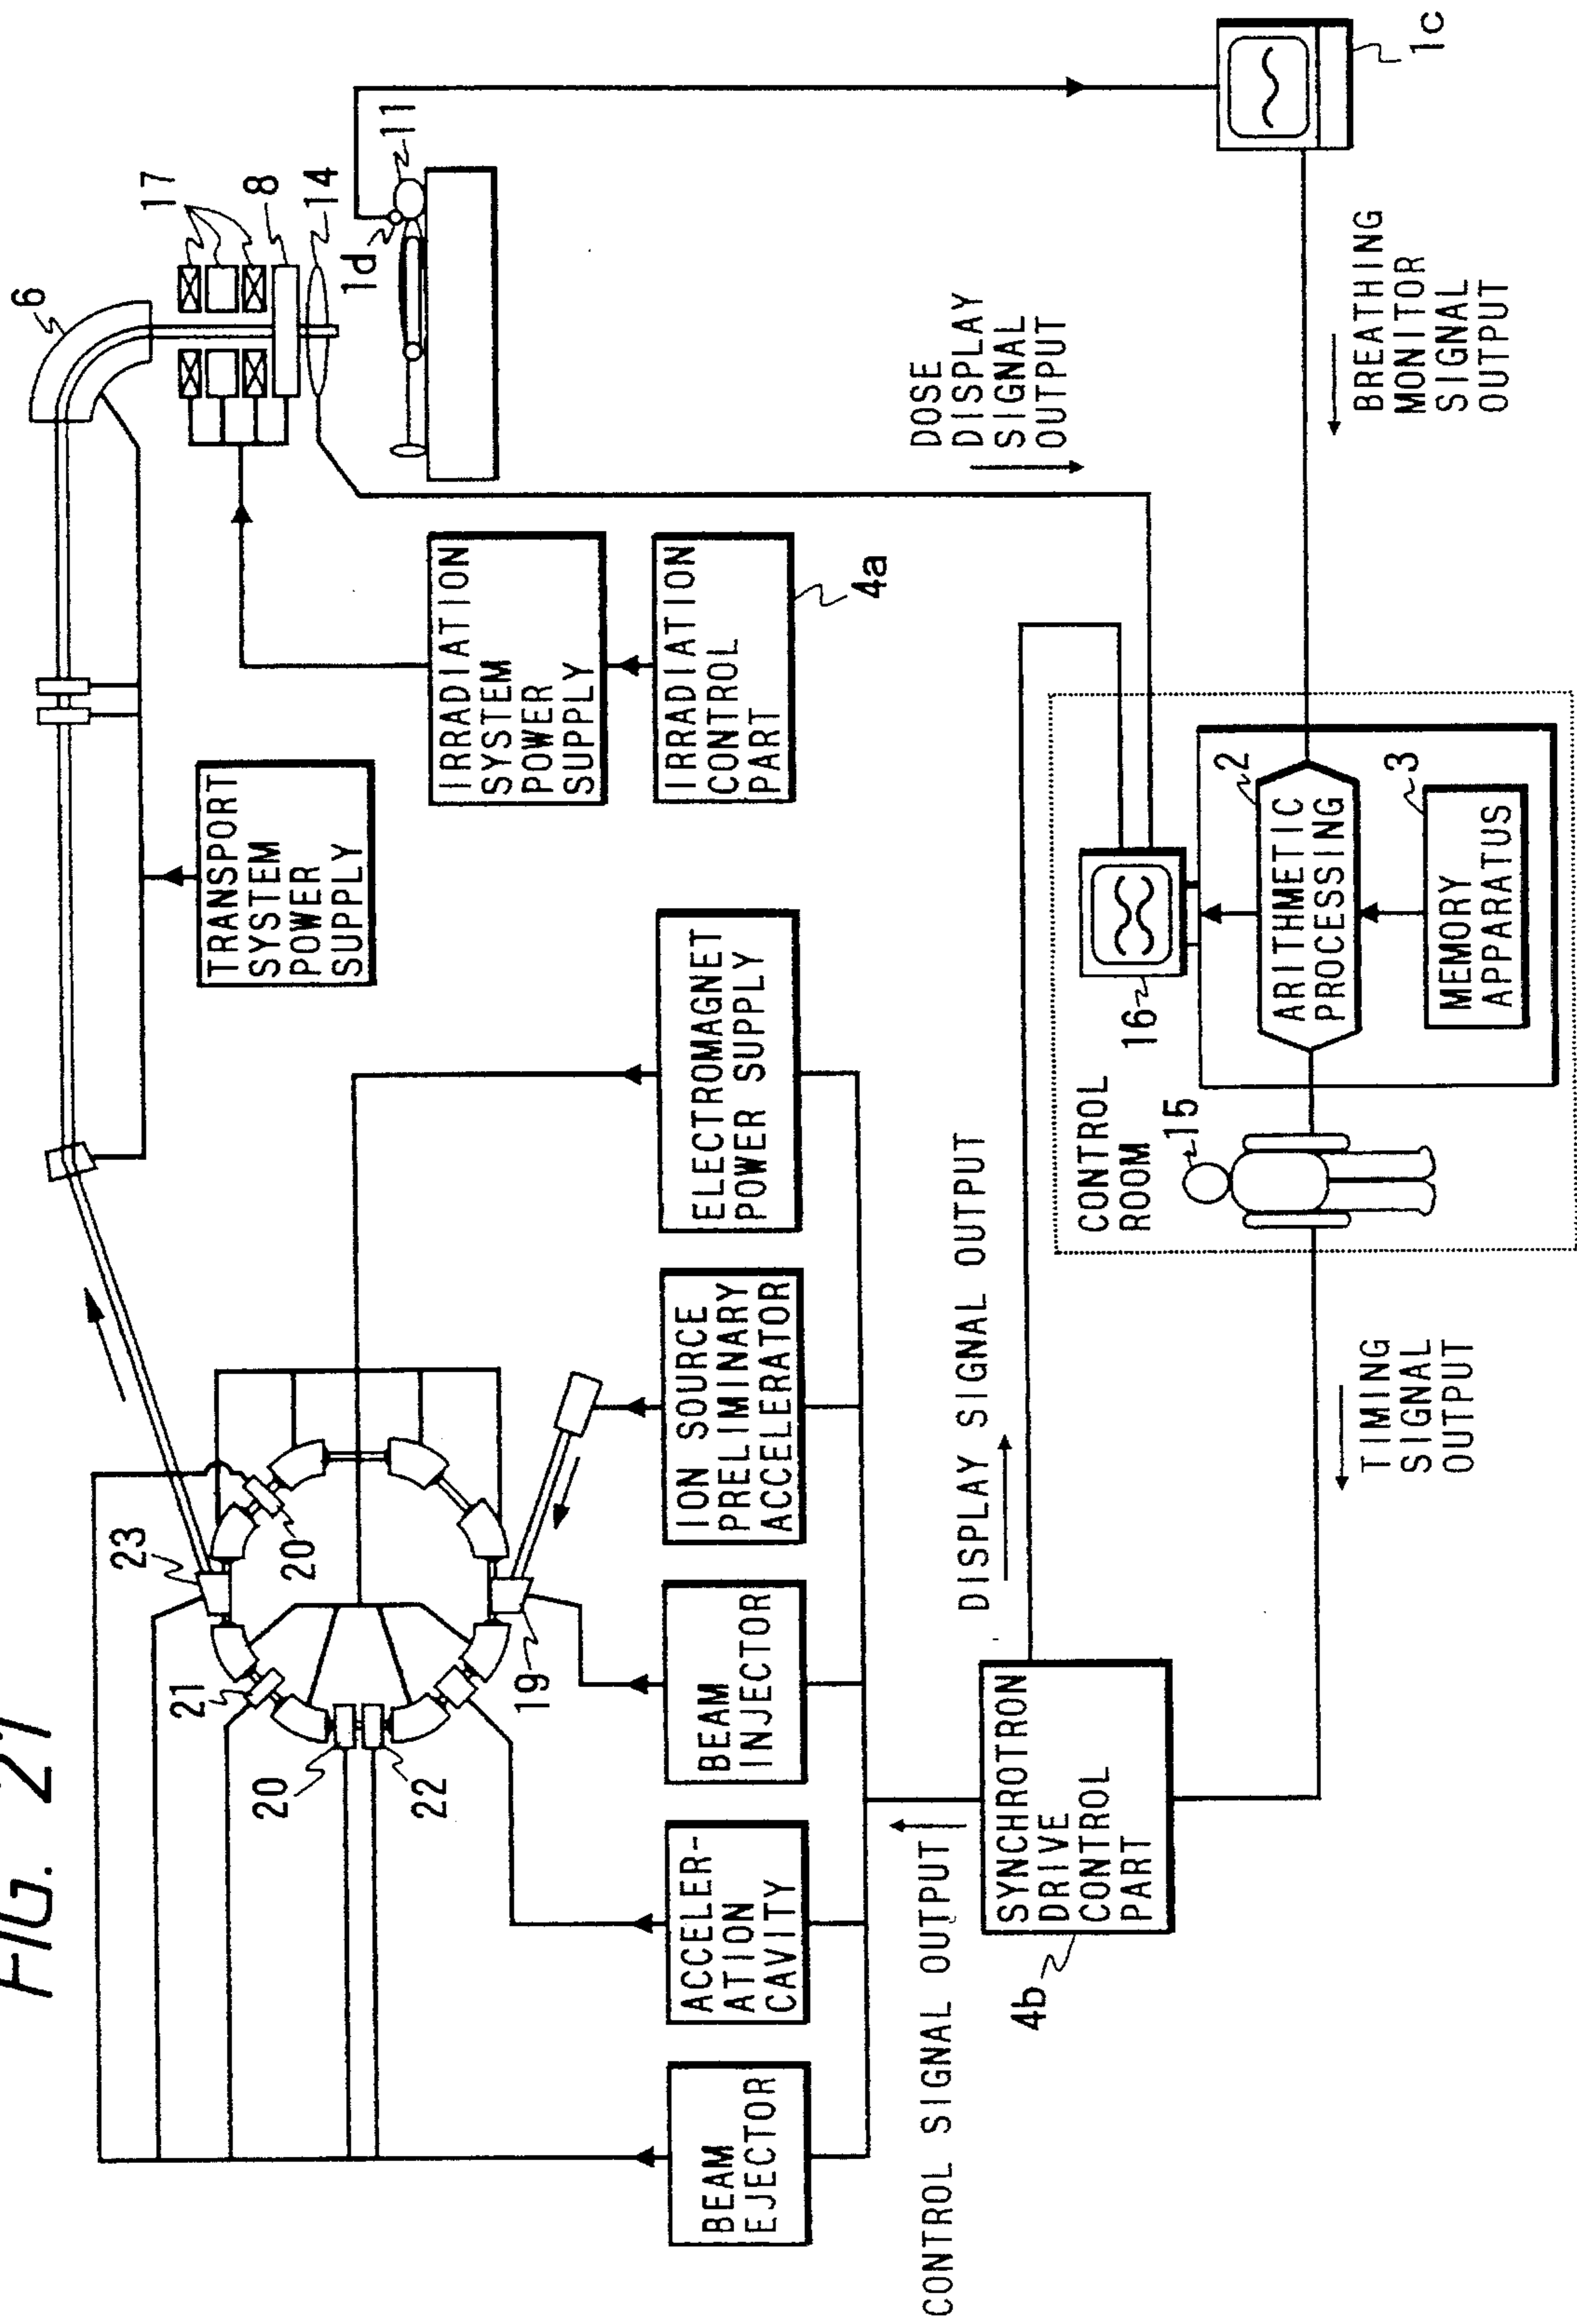 FIG. 21
6
17
8
14
1d
11
1c
23
20
21
20
22
19
TRANSPORT
SYSTEM
POWER
SUPPLY
IRRADIATION
SYSTEM
POWER
SUPPLY
IRRADIATION
CONTROL
PART
4a
DOSE
DISPLAY
SIGNAL
OUTPUT
BREATHING
MONITOR
SIGNAL
OUTPUT
BEAM
EJECTOR
ACCELER-
ATION
CAVITY
BEAM
INJECTOR
ION SOURCE
PRELIMINARY
ACCELERATOR
ELECTROMAGNET
POWER SUPPLY
CONTROL SIGNAL OUTPUT
SYNCHROTRON
DRIVE
CONTROL
PART
4b
DISPLAY SIGNAL OUTPUT
TIMING
SIGNAL
OUTPUT
CONTROL
ROOM
15
16
2
ARITHMETIC
PROCESSING
3
MEMORY
APPARATUS